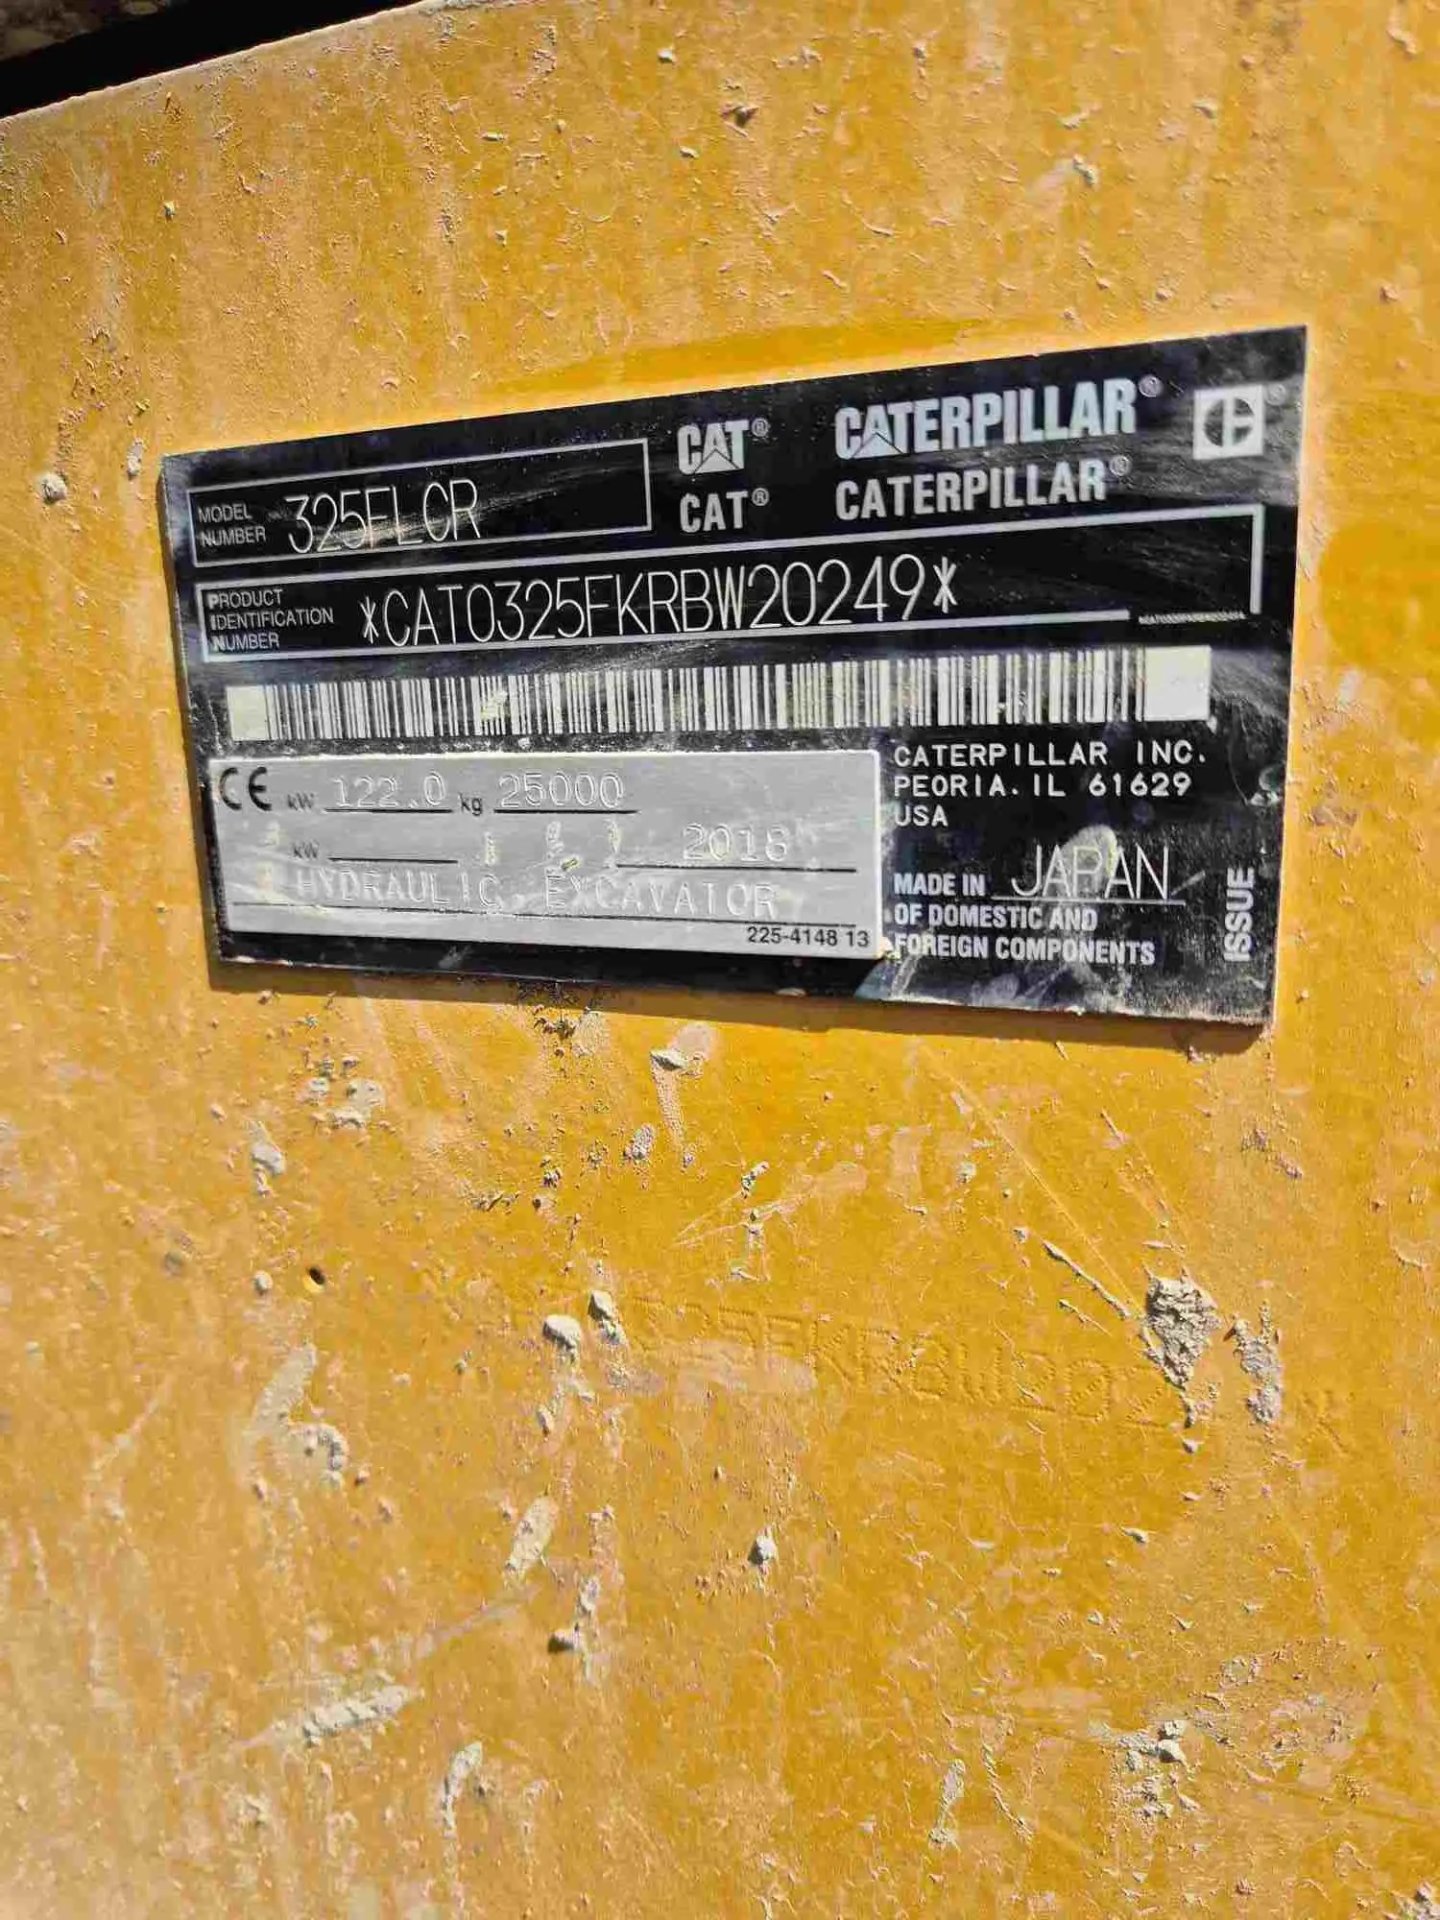 MODEL NUMBER 325FLCR
CAT® CATERPILLAR®
CAT® CATERPILLAR®
PRODUCT IDENTIFICATION NUMBER *CAT0325FKRBW20249*
CE kW 122.0 kg 25000
kW 2018
HYDRAULIC EXCAVATOR
225-4148 13
CATERPILLAR INC.
PEORIA. IL 61629
USA
MADE IN JAPAN
OF DOMESTIC AND
FOREIGN COMPONENTS
ISSUE
325FKRBW202